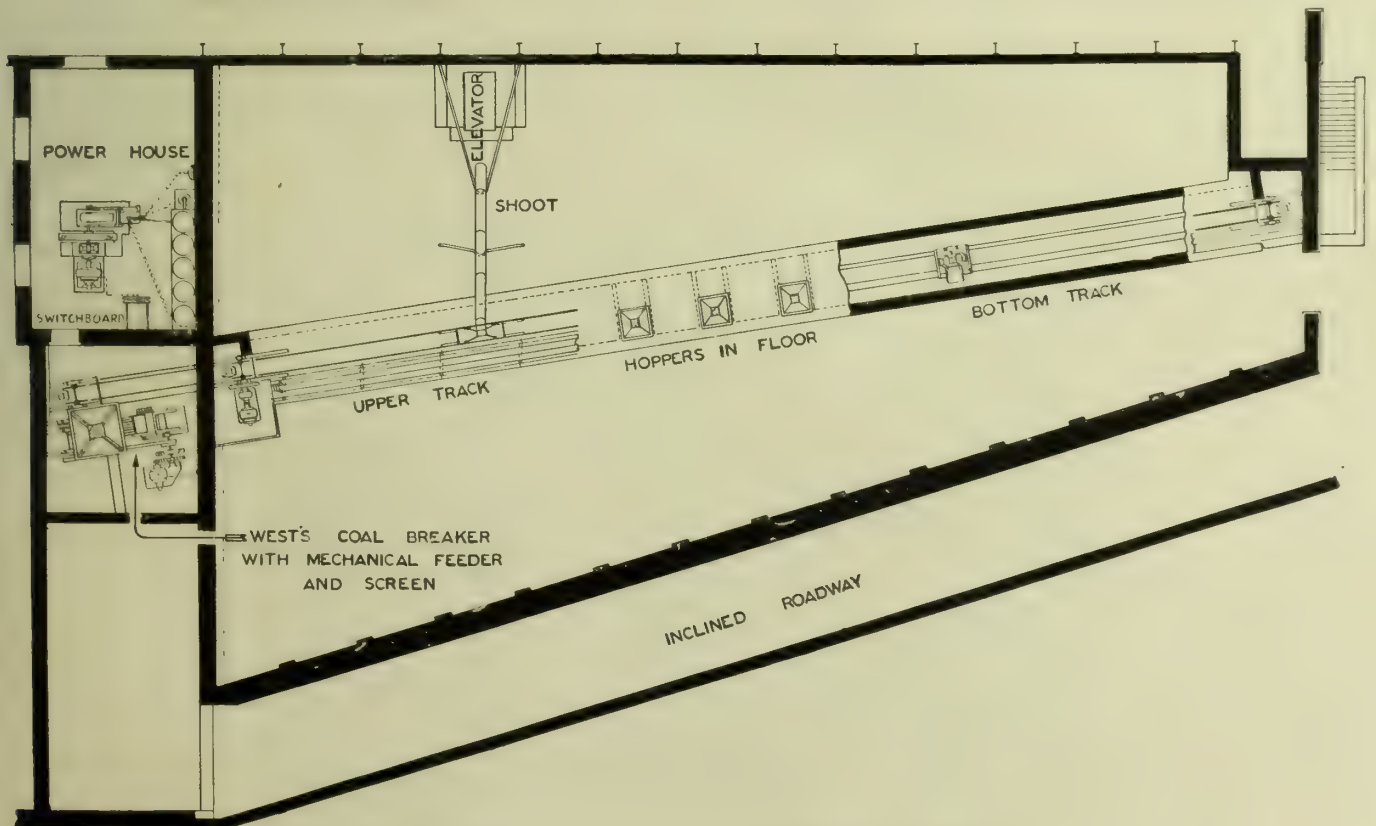 POWER HOUSE
ELEVATOR
SHOOT
SWITCHBOARD
UPPER TRACK
HOPPERS IN FLOOR
BOTTOM TRACK
WEST'S COAL BREAKER
WITH MECHANICAL FEEDER
AND SCREEN
INCLINED ROADWAY